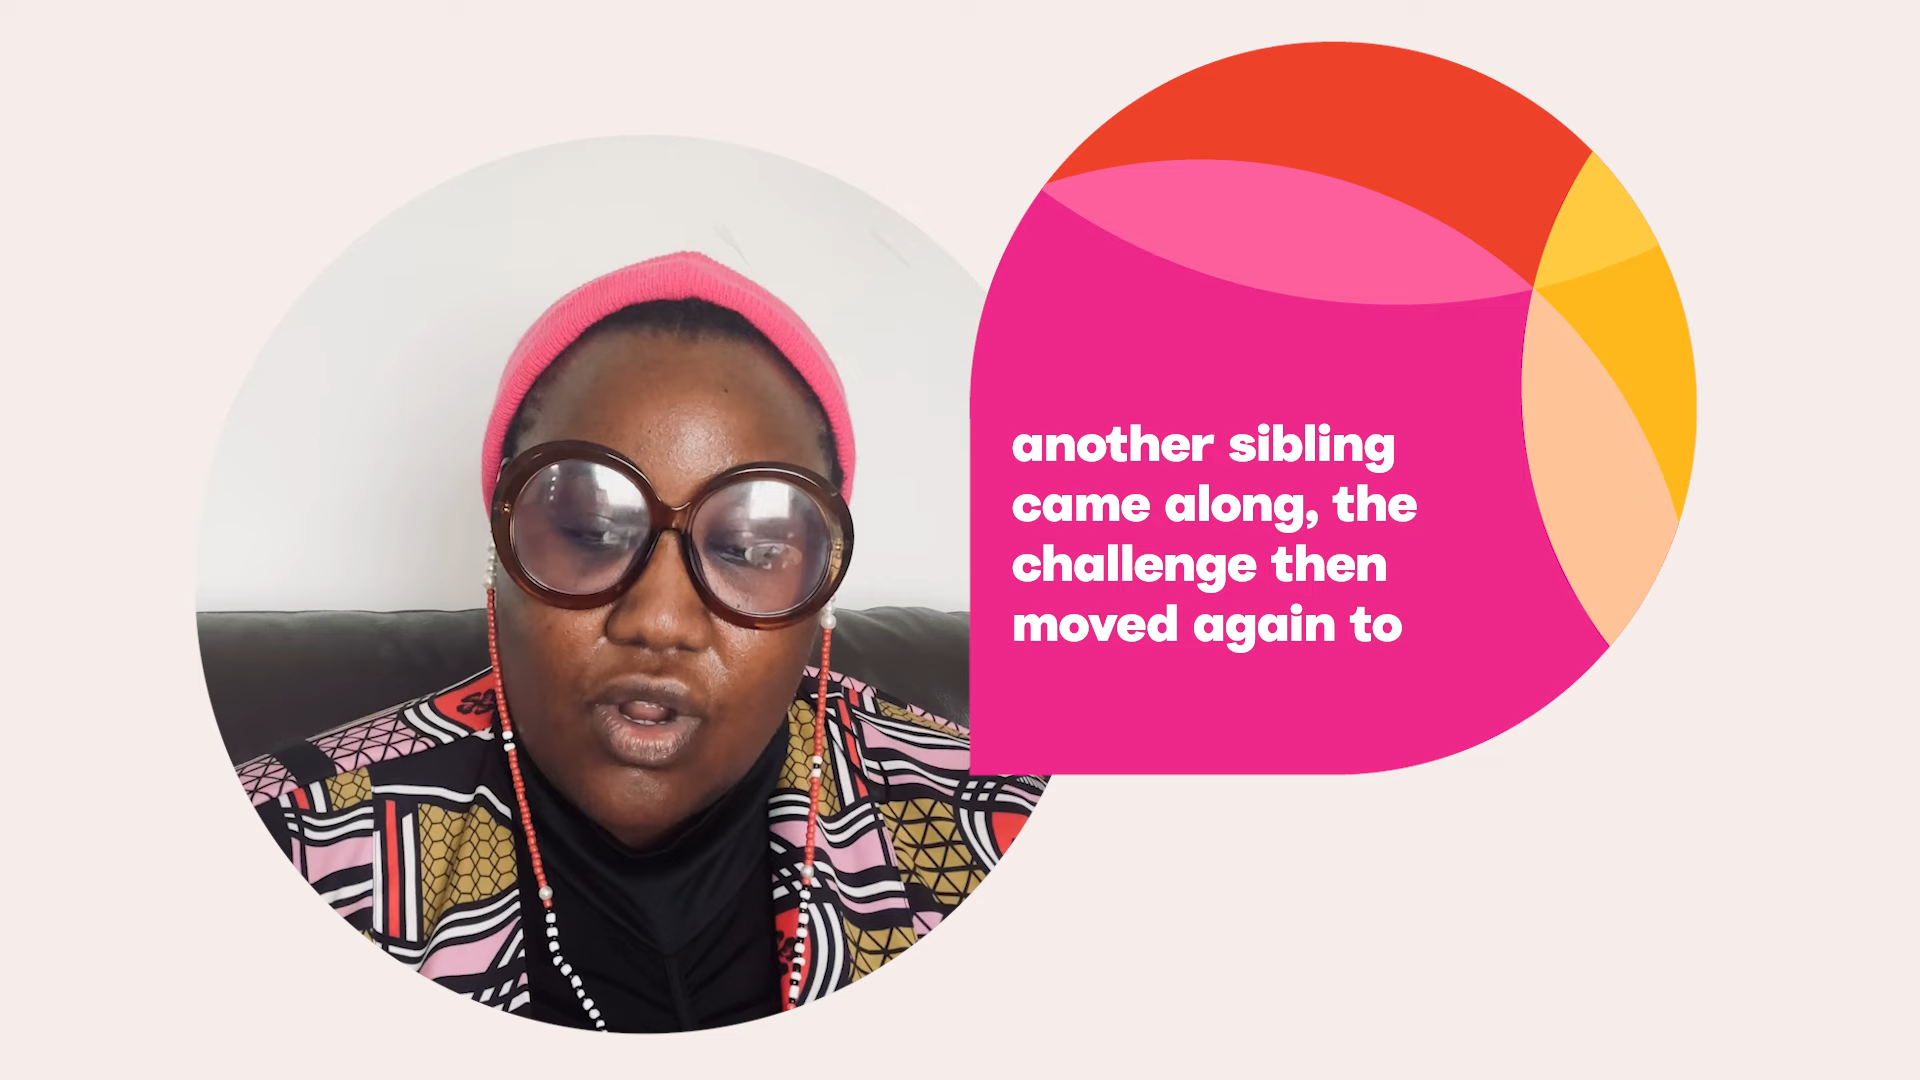 another sibling
came along, the
challenge then
moved again to